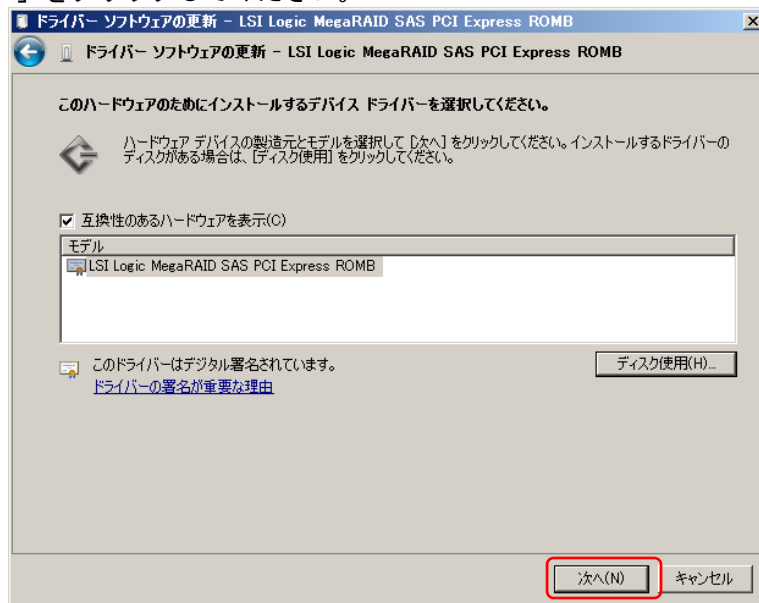 」をクリックしてください。
ドライバー ソフトウェアの更新 - LSI Logic MegaRAID SAS PCI Express ROMB
ドライバー ソフトウェアの更新 - LSI Logic MegaRAID SAS PCI Express ROMB
このハードウェアのためにインストールするデバイス ドライバーを選択してください。
ハードウェア デバイスの製造元とモデルを選択して [次へ] をクリックしてください。インストールするドライバーの
ディスクがある場合は、[ディスク使用] をクリックしてください。
互換性のあるハードウェアを表示(C)
モデル
LSI Logic MegaRAID SAS PCI Express ROMB
このドライバーはデジタル署名されています。
ディスク使用(H)...
ドライバーの署名が重要な理由
次へ(N)
キャンセル